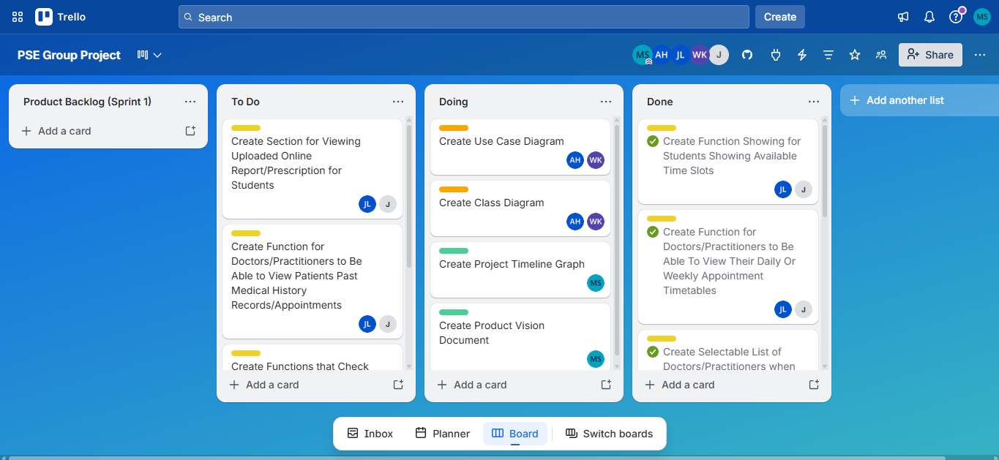 Trello
Search
Create
MS
PSE Group Project
MS
AH
JL
WK
J
Share
Product Backlog (Sprint 1)
Add a card
To Do
Create Section for Viewing
Uploaded Online
Report/Prescription for
Students
JL
J
Create Function for
Doctors/Practitioners to Be
Able to View Patients Past
Medical History
Records/Appointments
JL
J
Create Functions that Check
Add a card
Doing
Create Use Case Diagram
AH
WK
Create Class Diagram
AH
WK
Create Project Timeline Graph
MS
Create Product Vision
Document
MS
Add a card
Done
Create Function Showing for
Students Showing Available
Time Slots
JL
J
Create Function for
Doctors/Practitioners to Be
Able To View Their Daily Or
Weekly Appointment
Timetables
JL
J
Create Selectable List of
Doctors/Practitioners when
Add a card
Add another list
Inbox
Planner
Board
Switch boards